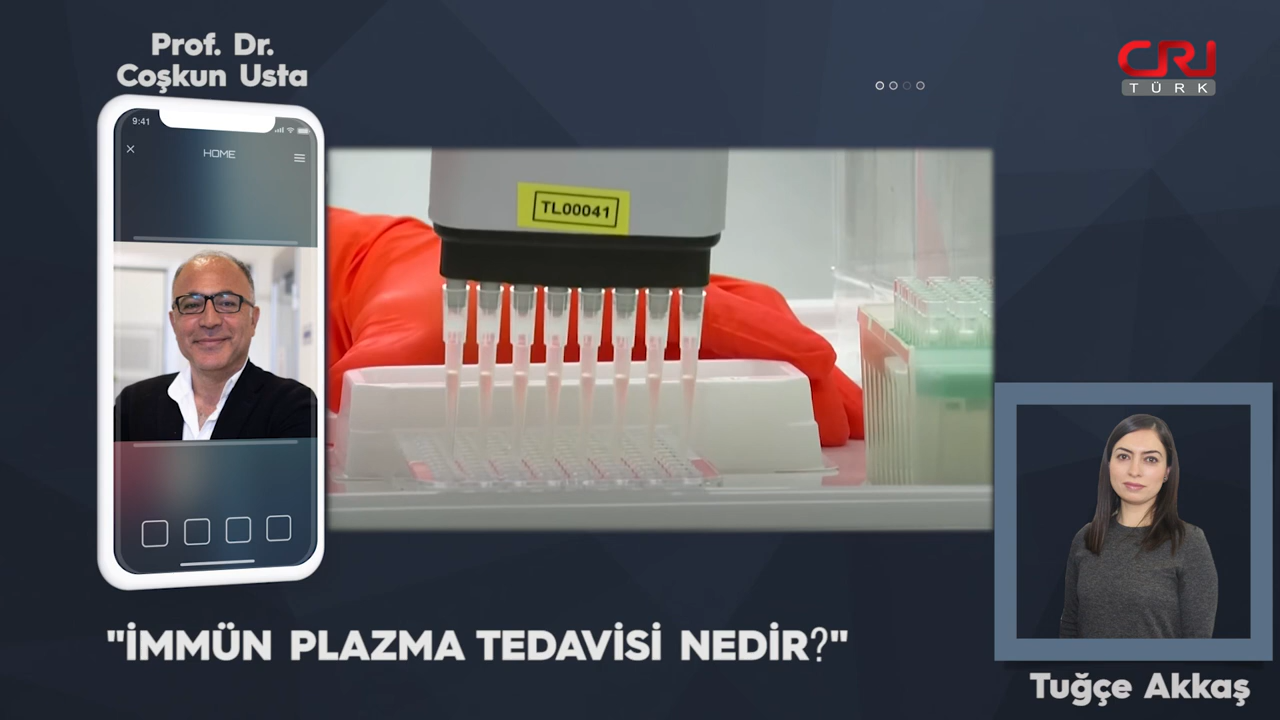 Prof. Dr.
Coşkun Usta
CRI
TÜRK
9:41
HOME
TL00041
"İMMÜN PLAZMA TEDAVİSİ NEDİR?"
Tuğçe Akkaş